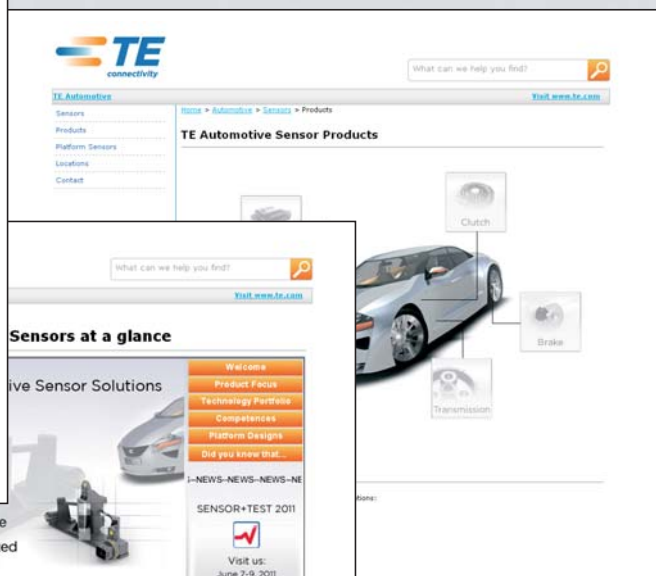 TE
connectivity
What can we help you find?
TE Automotive
Visit www.te.com
Home > Automotive > Sensors > Products
Sensors
Products
Platform Sensors
Locations
Contact
TE Automotive Sensor Products
Clutch
Brake
Transmission
What can we help you find?
Visit www.te.com
Sensors at a glance
ive Sensor Solutions
Welcome
Product Focus
Technology Portfolio
Competences
Platform Designs
Did you know that...
-NEWS--NEWS--NEWS--NE
SENSOR+TEST 2011
Visit us:
June 7-9, 2011
tions:
e
ed